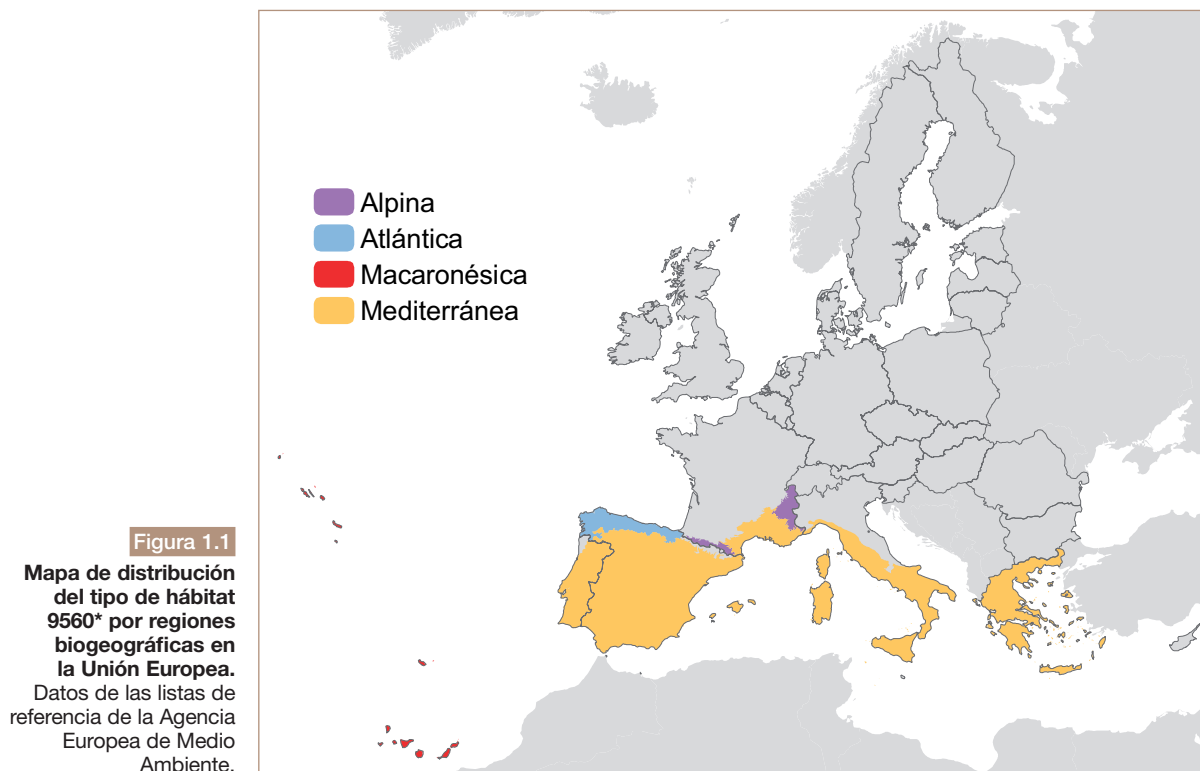 Alpina
Atlántica
Macaronésica
Mediterránea
Figura 1.1
Mapa de distribución
del tipo de hábitat
9560* por regiones
biogeográficas en
la Unión Europea.
Datos de las listas de
referencia de la Agencia
Europea de Medio
Ambiente.